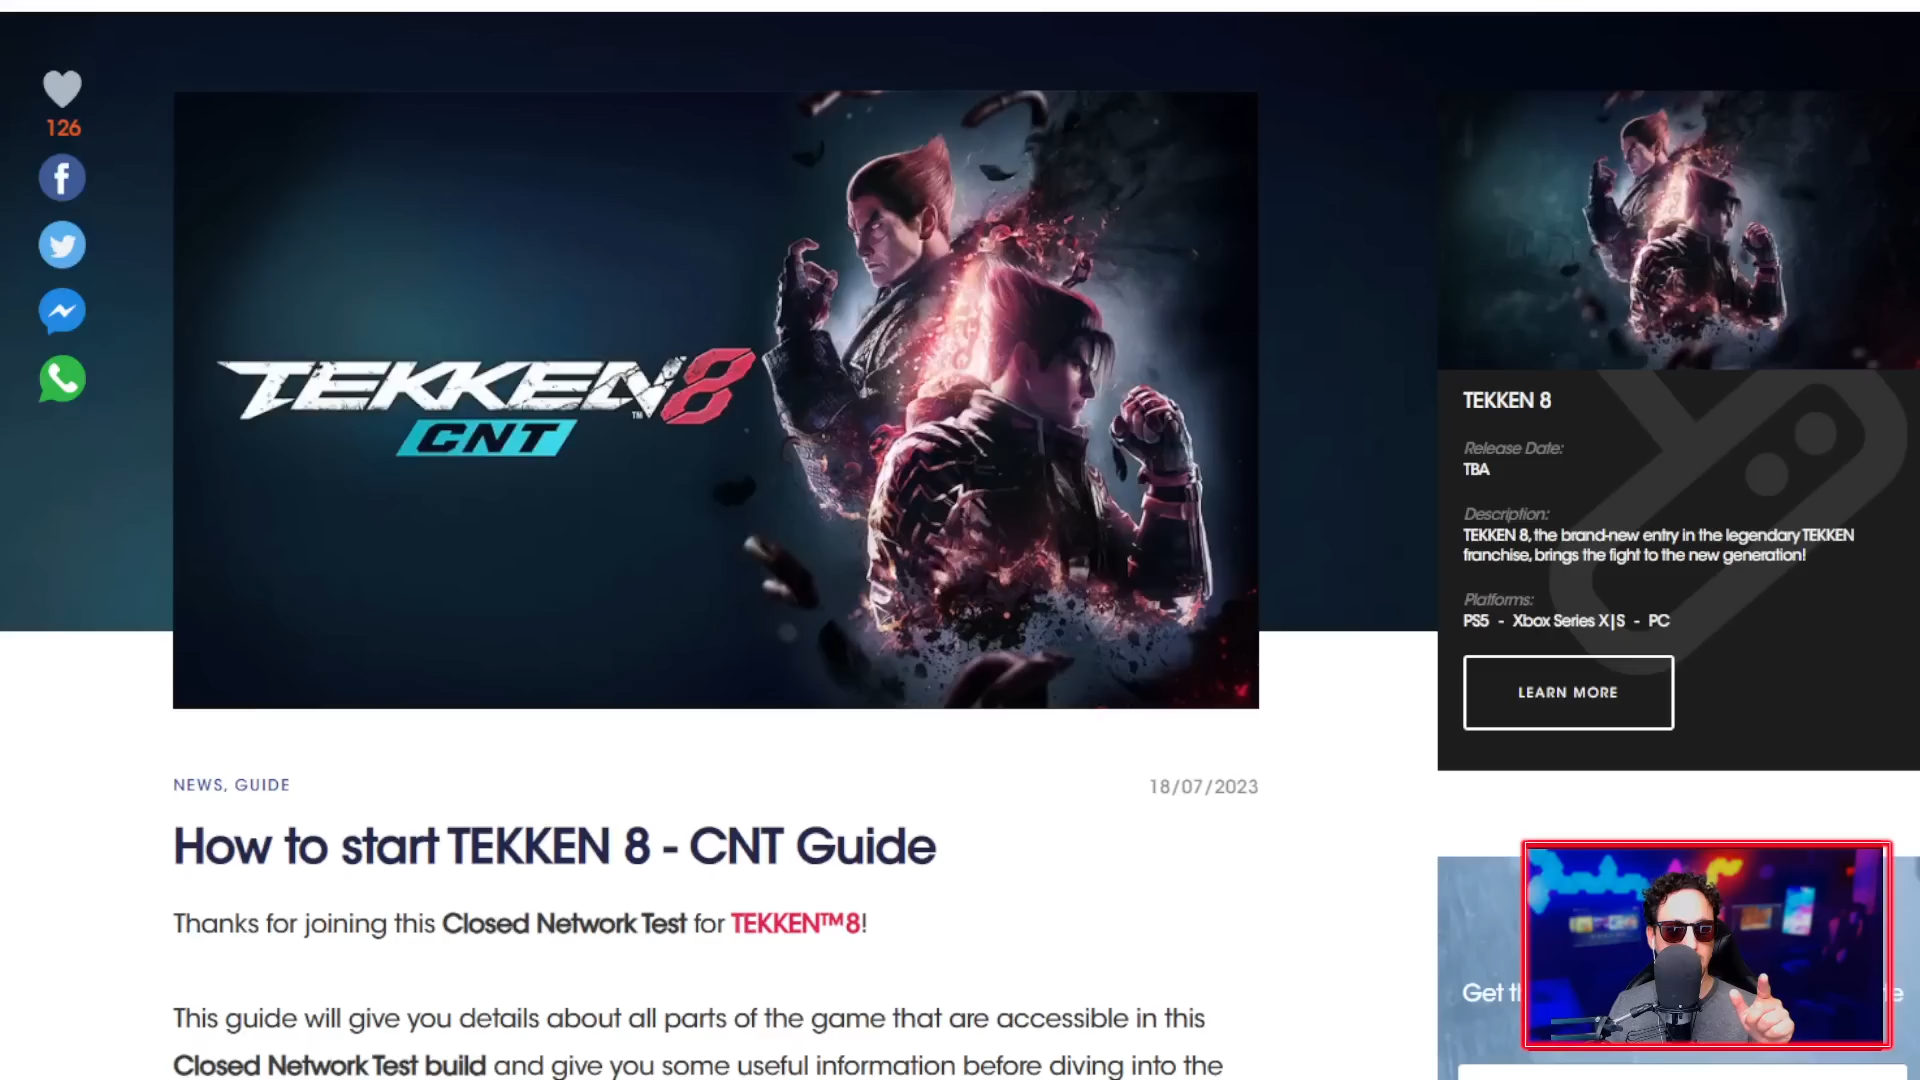 126
TEKKEN 8
™
CNT
NEWS, GUIDE
18/07/2023
How to start TEKKEN 8 - CNT Guide
Thanks for joining this Closed Network Test for TEKKEN™8!
This guide will give you details about all parts of the game that are accessible in this
Closed Network Test build and give you some useful information before diving into the
TEKKEN 8
Release Date:
TBA
Description:
TEKKEN 8, the brand-new entry in the legendary TEKKEN
franchise, brings the fight to the new generation!
Platforms:
PS5 - Xbox Series X|S - PC
LEARN MORE
Get